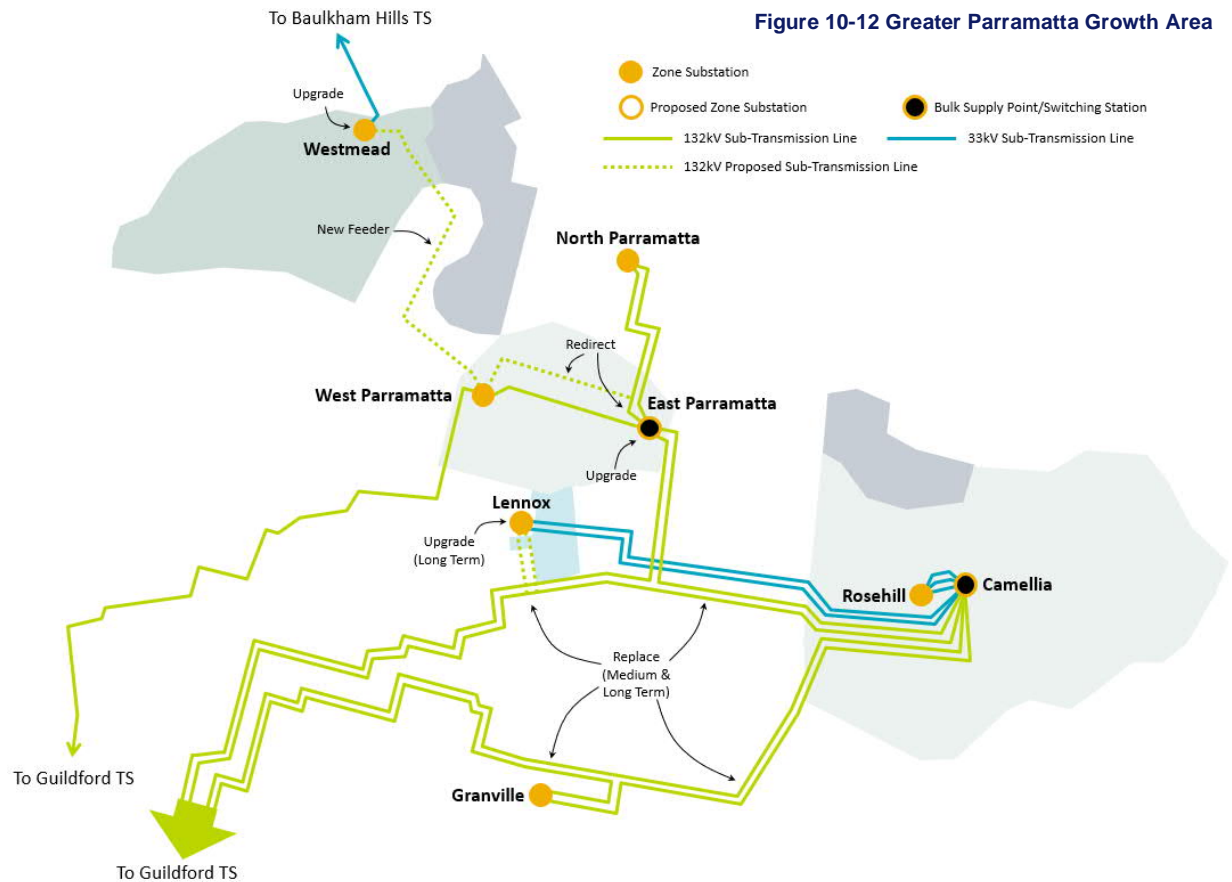 Figure 10-12 Greater Parramatta Growth Area
To Baulkham Hills TS
Zone Substation
Proposed Zone Substation
Bulk Supply Point/Switching Station
132kV Sub-Transmission Line
33kV Sub-Transmission Line
132kV Proposed Sub-Transmission Line
Upgrade
Westmead
New Feeder
North Parramatta
Redirect
West Parramatta
East Parramatta
Upgrade
Lennox
Upgrade
(Long Term)
Rosehill
Camellia
Replace
(Medium &
Long Term)
To Guildford TS
Granville
To Guildford TS